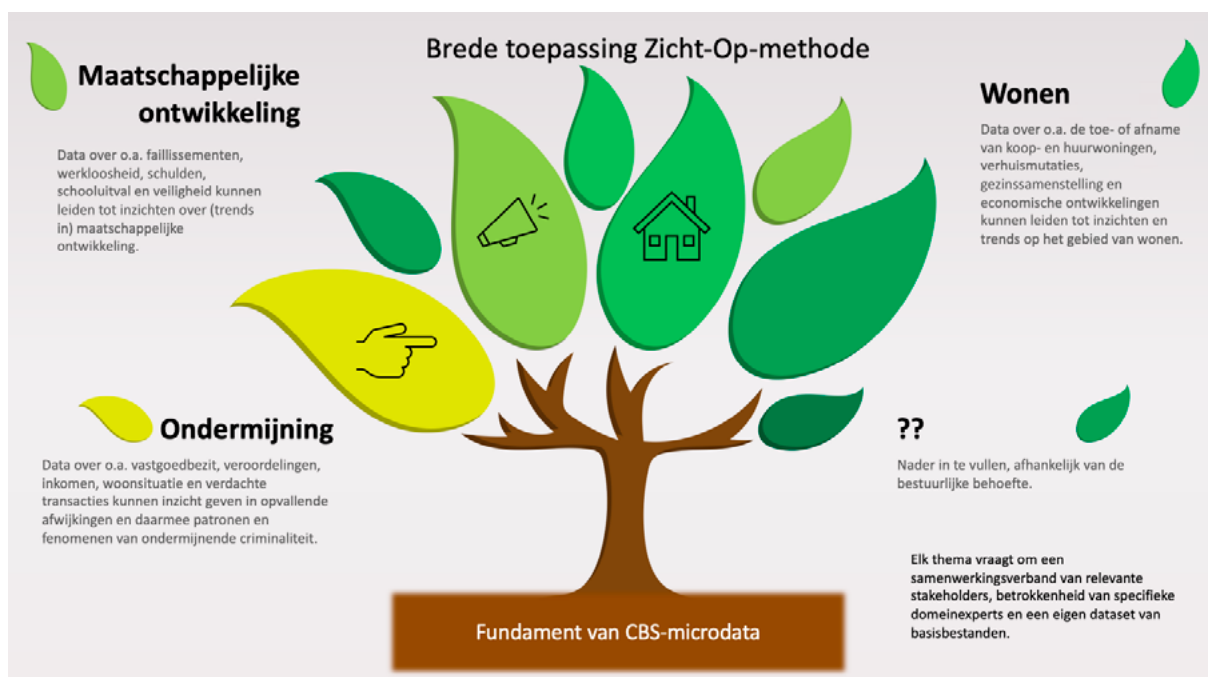 Brede toepassing Zicht-Op-methode
Maatschappelijke
ontwikkeling
Data over o.a. faillissementen,
werkloosheid, schulden,
schooluitval en veiligheid kunnen
leiden tot inzichten over (trends
in) maatschappelijke
ontwikkeling.
Wonen
Data over o.a. de toe- of afname
van koop- en huurwoningen,
verhuismutaties,
gezinssamenstelling en
economische ontwikkelingen
kunnen leiden tot inzichten en
trends op het gebied van wonen.
Ondermijning
Data over o.a. vastgoedbezit, veroordelingen,
inkomen, woonsituatie en verdachte
transacties kunnen inzicht geven in opvallende
afwijkingen en daarmee patronen en
fenomenen van ondermijnende criminaliteit.
??
Nader in te vullen, afhankelijk van de
bestuurlijke behoefte.
Elk thema vraagt om een
samenwerkingsverband van relevante
stakeholders, betrokkenheid van specifieke
domeinexperts en een eigen dataset van
basisbestanden.
Fundament van CBS-microdata